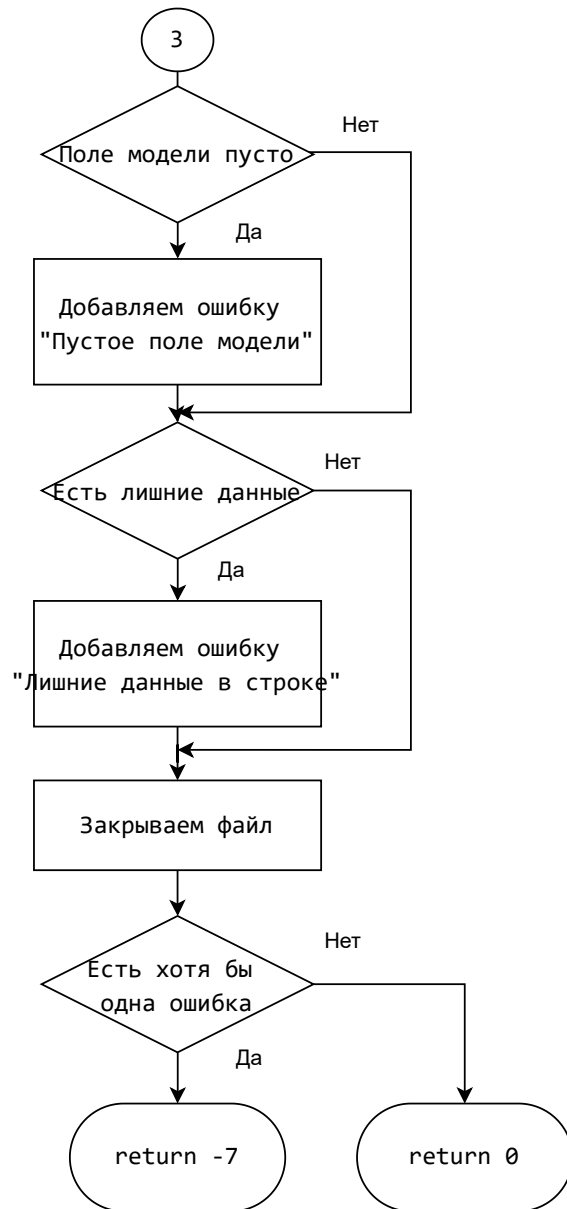 3
Нет
Поле модели пусто
Да
Добавляем ошибку
"Пустое поле модели"
Нет
Есть лишние данные
Да
Добавляем ошибку
"Лишние данные в строке"
Закрываем файл
Нет
Есть хотя бы
одна ошибка
Да
return -7
return 0